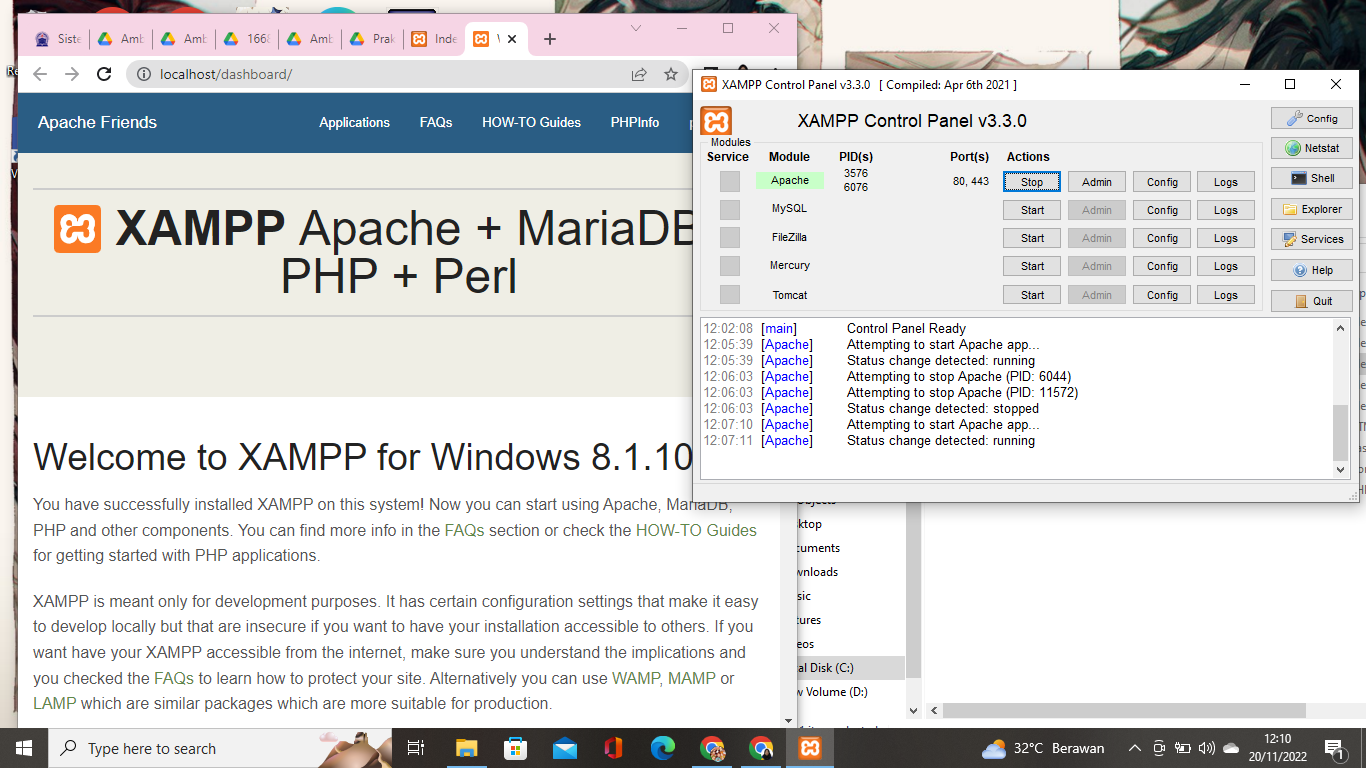 Siste
Amb
Amb
1668
Amb
Prak
Inde
localhost/dashboard/
Apache Friends
Applications
FAQs
HOW-TO Guides
PHPInfo
XAMPP Apache + MariaDB
PHP + Perl
Welcome to XAMPP for Windows 8.1.10
You have successfully installed XAMPP on this system! Now you can start using Apache, MariaDB,
PHP and other components. You can find more info in the FAQs section or check the HOW-TO Guides
for getting started with PHP applications.
XAMPP is meant only for development purposes. It has certain configuration settings that make it easy
to develop locally but that are insecure if you want to have your installation accessible to others. If you
want have your XAMPP accessible from the internet, make sure you understand the implications and
you checked the FAQs to learn how to protect your site. Alternatively you can use WAMP, MAMP or
LAMP which are similar packages which are more suitable for production.
XAMPP Control Panel v3.3.0 [ Compiled: Apr 6th 2021 ]
XAMPP Control Panel v3.3.0
Modules
Service Module PID(s) Port(s) Actions
Apache 3576 6076 80, 443 Stop Admin Config Logs
MySQL Start Admin Config Logs
FileZilla Start Admin Config Logs
Mercury Start Admin Config Logs
Tomcat Start Admin Config Logs
Config
Netstat
Shell
Explorer
Services
Help
Quit
12:02:08 [main] Control Panel Ready
12:05:39 [Apache] Attempting to start Apache app...
12:05:39 [Apache] Status change detected: running
12:06:03 [Apache] Attempting to stop Apache (PID: 6044)
12:06:03 [Apache] Attempting to stop Apache (PID: 11572)
12:06:03 [Apache] Status change detected: stopped
12:07:10 [Apache] Attempting to start Apache app...
12:07:11 [Apache] Status change detected: running
ktop
cuments
wnloads
sic
tures
eos
al Disk (C:)
w Volume (D:)
Type here to search
32°C Berawan
12:10
20/11/2022
1